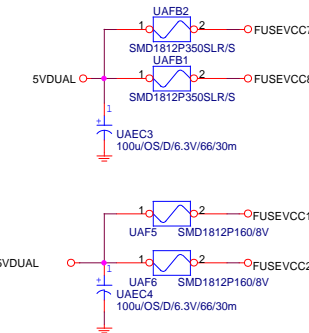 UAFB2
1 2 FUSEVCC7
SMD1812P350SLR/S
UAFB1
5VDUAL 1 2 FUSEVCC8
SMD1812P350SLR/S
1
+
UAEC3
100u/OS/D/6.3V/66/30m
1 2 FUSEVCC1
UAF5 SMD1812P160/8V
5VDUAL 1 2 FUSEVCC2
1 UAF6 SMD1812P160/8V
+
UAEC4
100u/OS/D/6.3V/66/30m